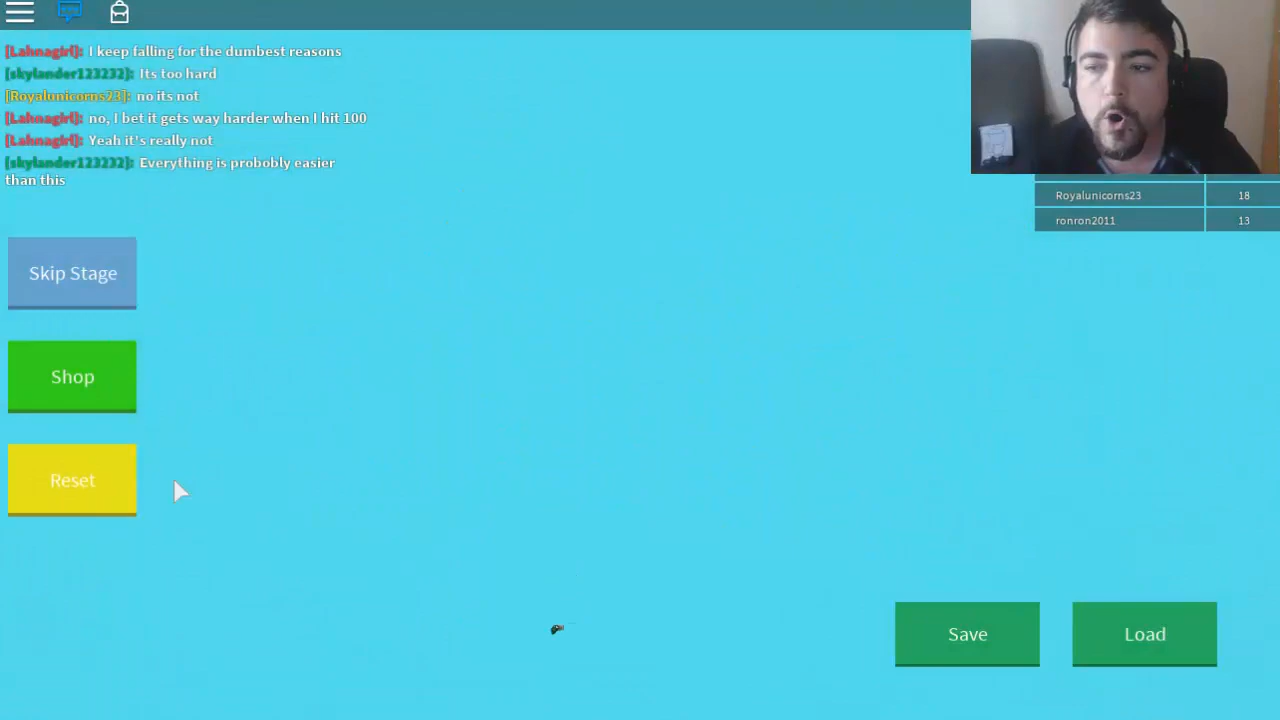 [Lahnagirl]: I keep falling for the dumbest reasons
[skylander123232]: Its too hard
[Royalunicorns23]: no its not
[Lahnagirl]: no, I bet it gets way harder when I hit 100
[Lahnagirl]: Yeah it's really not
[skylander123232]: Everything is probobly easier
than this
Royalunicorns23 18
ronron2011 13
Skip Stage
Shop
Reset
Save Load